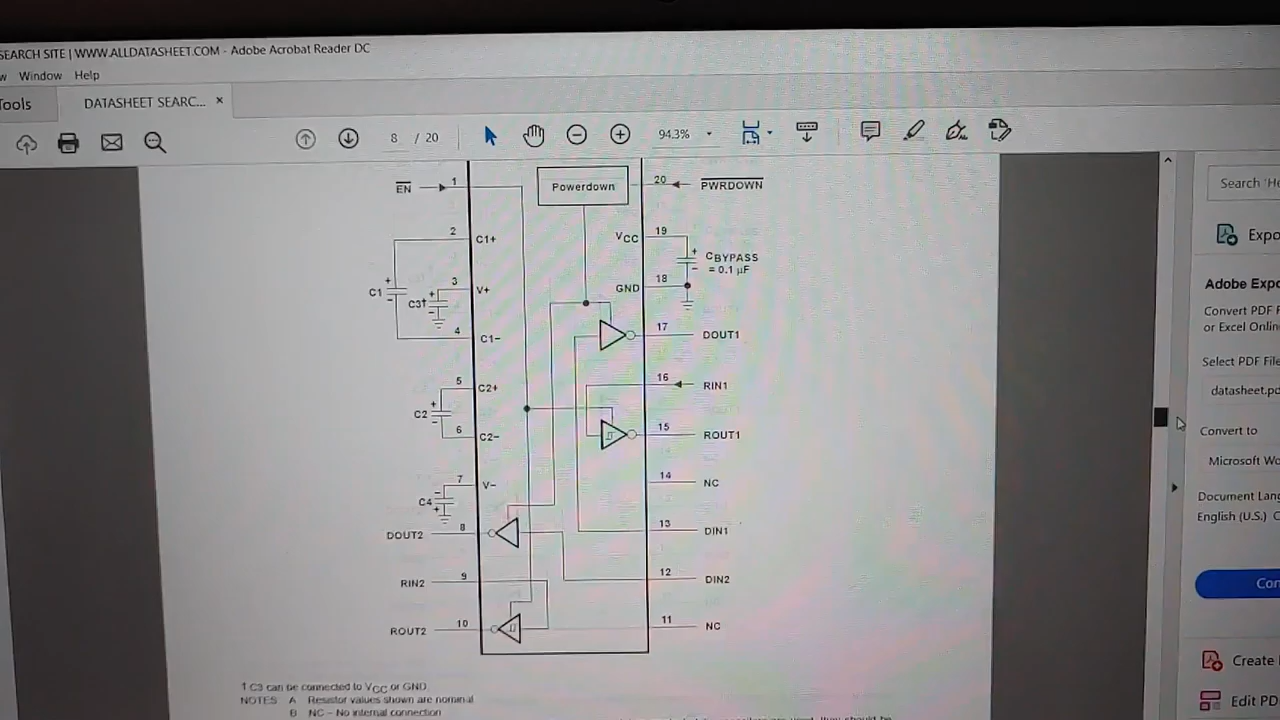 SEARCH SITE | WWW.ALLDATASHEET.COM - Adobe Acrobat Reader DC
w Window Help
Tools DATASHEET SEARC... ×
8 / 20 94.3%
EN 1 Powerdown 20 PWRDOWN
2 C1+ VCC 19
CBYPASS
= 0.1 µF
C1 + − C3† + − 3 V+ GND 18
4 C1− 17 DOUT1
5 C2+ 16 RIN1
C2 + −
6 C2− 15 ROUT1
7 V− 14 NC
C4 − +
DOUT2 8 13 DIN1
RIN2 9 12 DIN2
ROUT2 10 11 NC
† C3 can be connected to VCC or GND.
NOTES A Resistor values shown are nominal
B NC – No internal connection
Search 'He
Expo
Adobe Expo
Convert PDF F
or Excel Onlin
Select PDF File
datasheet.pd
Convert to
Microsoft Wo
Document Lang
English (U.S.) C
Con
Create
Edit PD